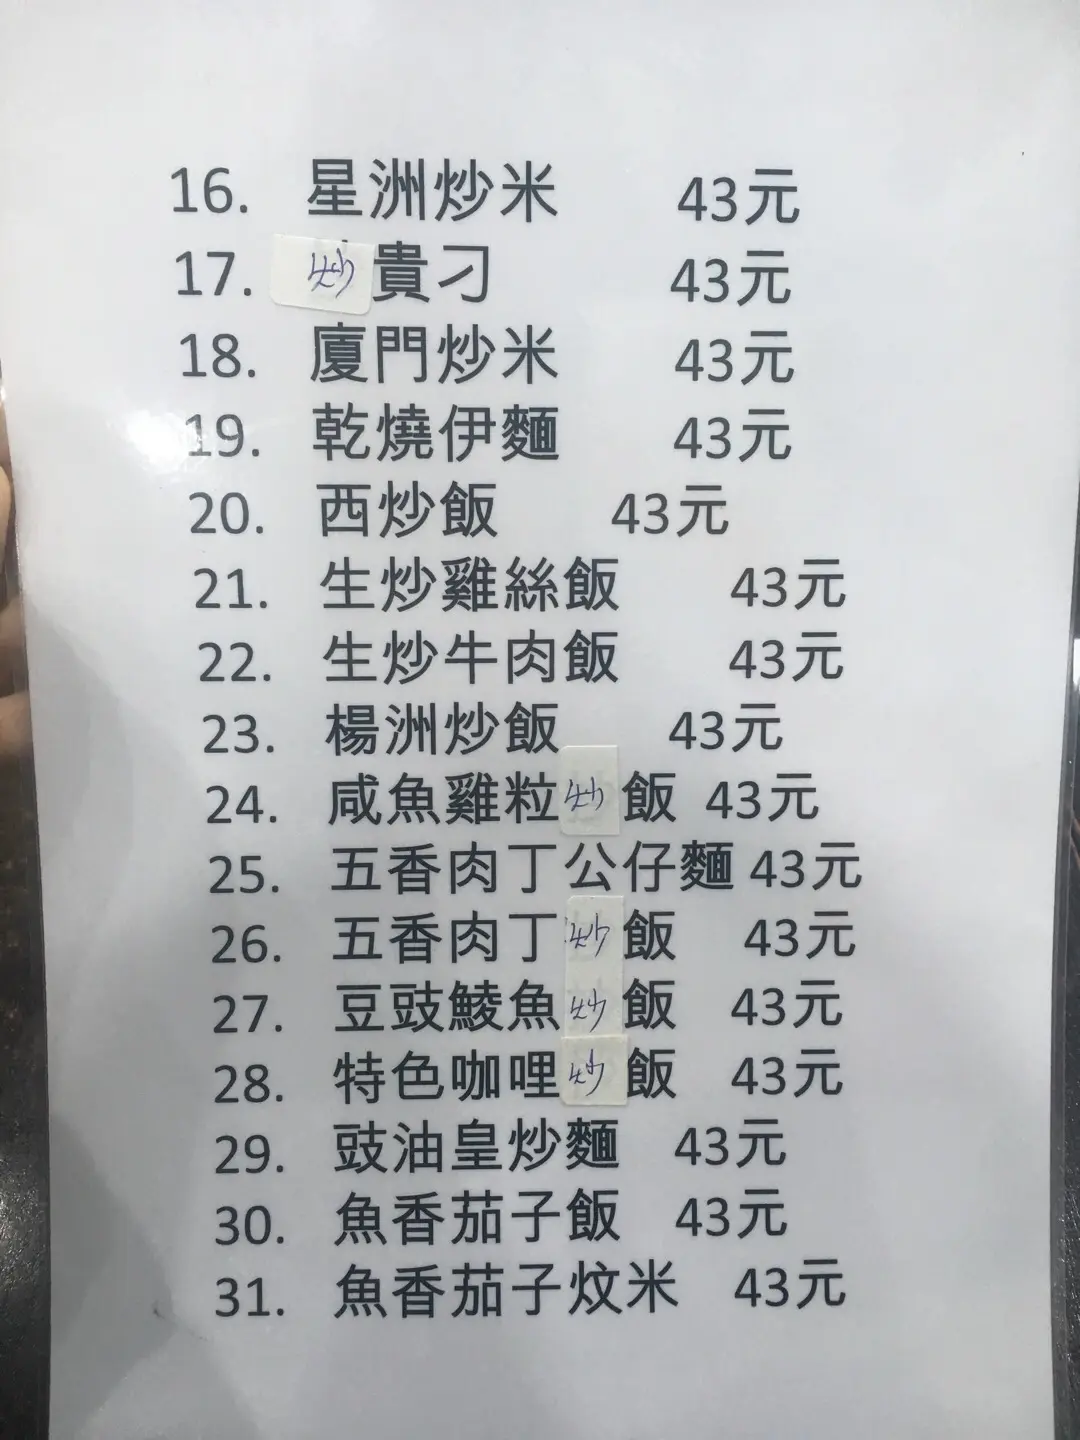 16. 星洲炒米 43元
17. 炒貴刁 43元
18. 廈門炒米 43元
19. 乾燒伊麵 43元
20. 西炒飯 43元
21. 生炒雞絲飯 43元
22. 生炒牛肉飯 43元
23. 楊洲炒飯 43元
24. 咸魚雞粒炒飯 43元
25. 五香肉丁公仔麵 43元
26. 五香肉丁炒飯 43元
27. 豆豉鯪魚炒飯 43元
28. 特色咖哩炒飯 43元
29. 豉油皇炒麵 43元
30. 魚香茄子飯 43元
31. 魚香茄子炆米 43元